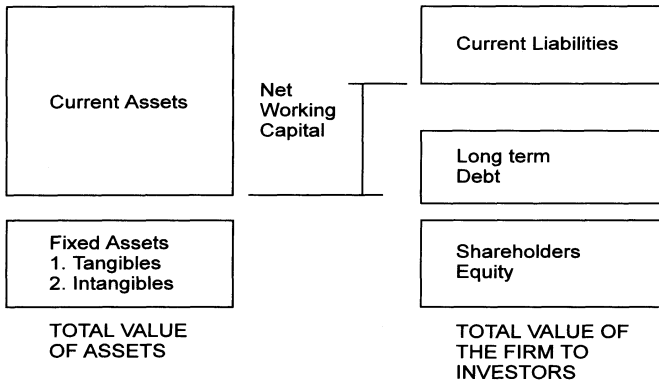 Current Assets
Net
Working
Capital
Current Liabilities
Long term
Debt
Fixed Assets
1. Tangibles
2. Intangibles
Shareholders
Equity
TOTAL VALUE
OF ASSETS
TOTAL VALUE OF
THE FIRM TO
INVESTORS